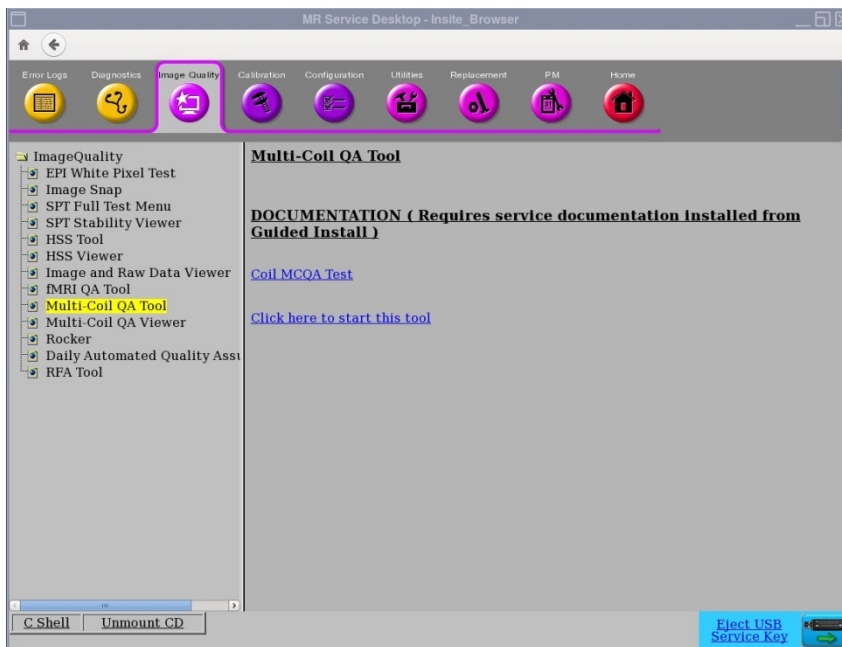 MR Service Desktop - Insite_Browser
Error Logs
Diagnostics
Image Quality
Calibration
Configuration
Utilities
Replacement
PM
Home
ImageQuality
EPI White Pixel Test
Image Snap
SPT Full Test Menu
SPT Stability Viewer
HSS Tool
HSS Viewer
Image and Raw Data Viewer
fMRI QA Tool
Multi-Coil QA Tool
Multi-Coil QA Viewer
Rocker
Daily Automated Quality Assu
RFA Tool
Multi-Coil QA Tool
DOCUMENTATION ( Requires service documentation installed from
Guided Install )
Coil MCQA Test
Click here to start this tool
C Shell
Unmount CD
Eject USB
Service Key